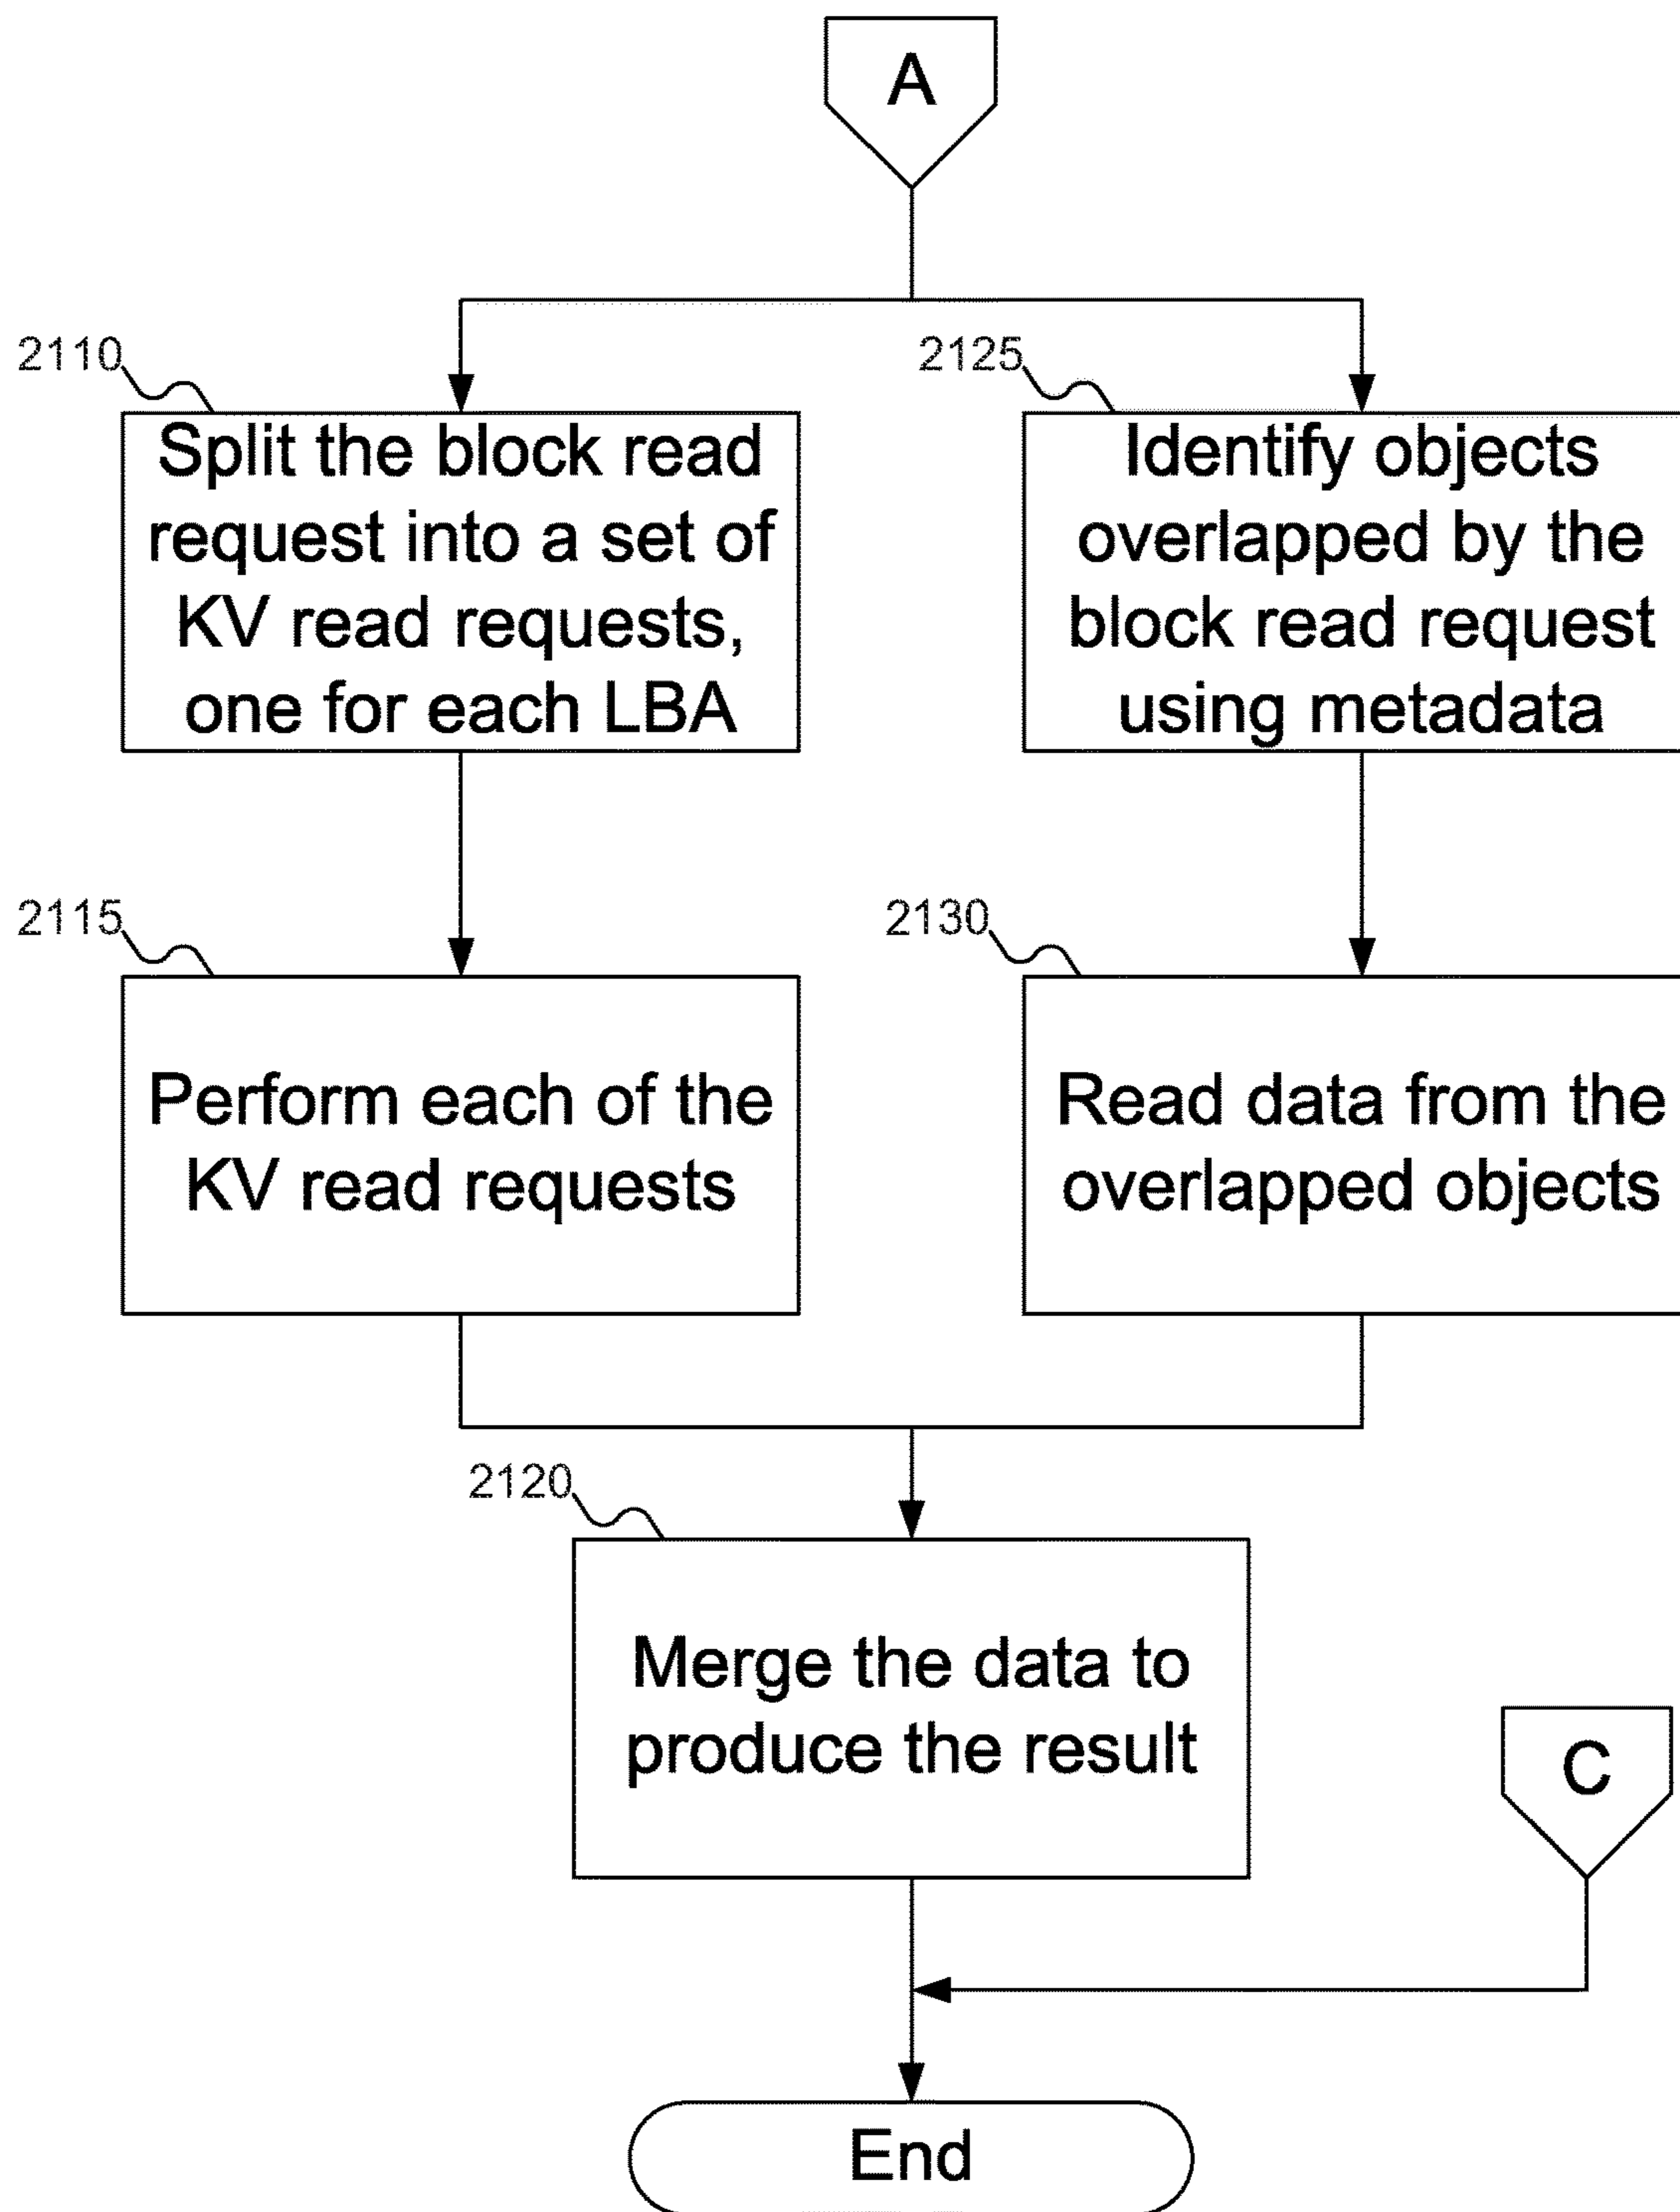 A
2110
2125
Split the block read
request into a set of
KV read requests,
one for each LBA
Identify objects
overlapped by the
block read request
using metadata
2115
2130
Perform each of the
KV read requests
Read data from the
overlapped objects
2120
Merge the data to
produce the result
C
End